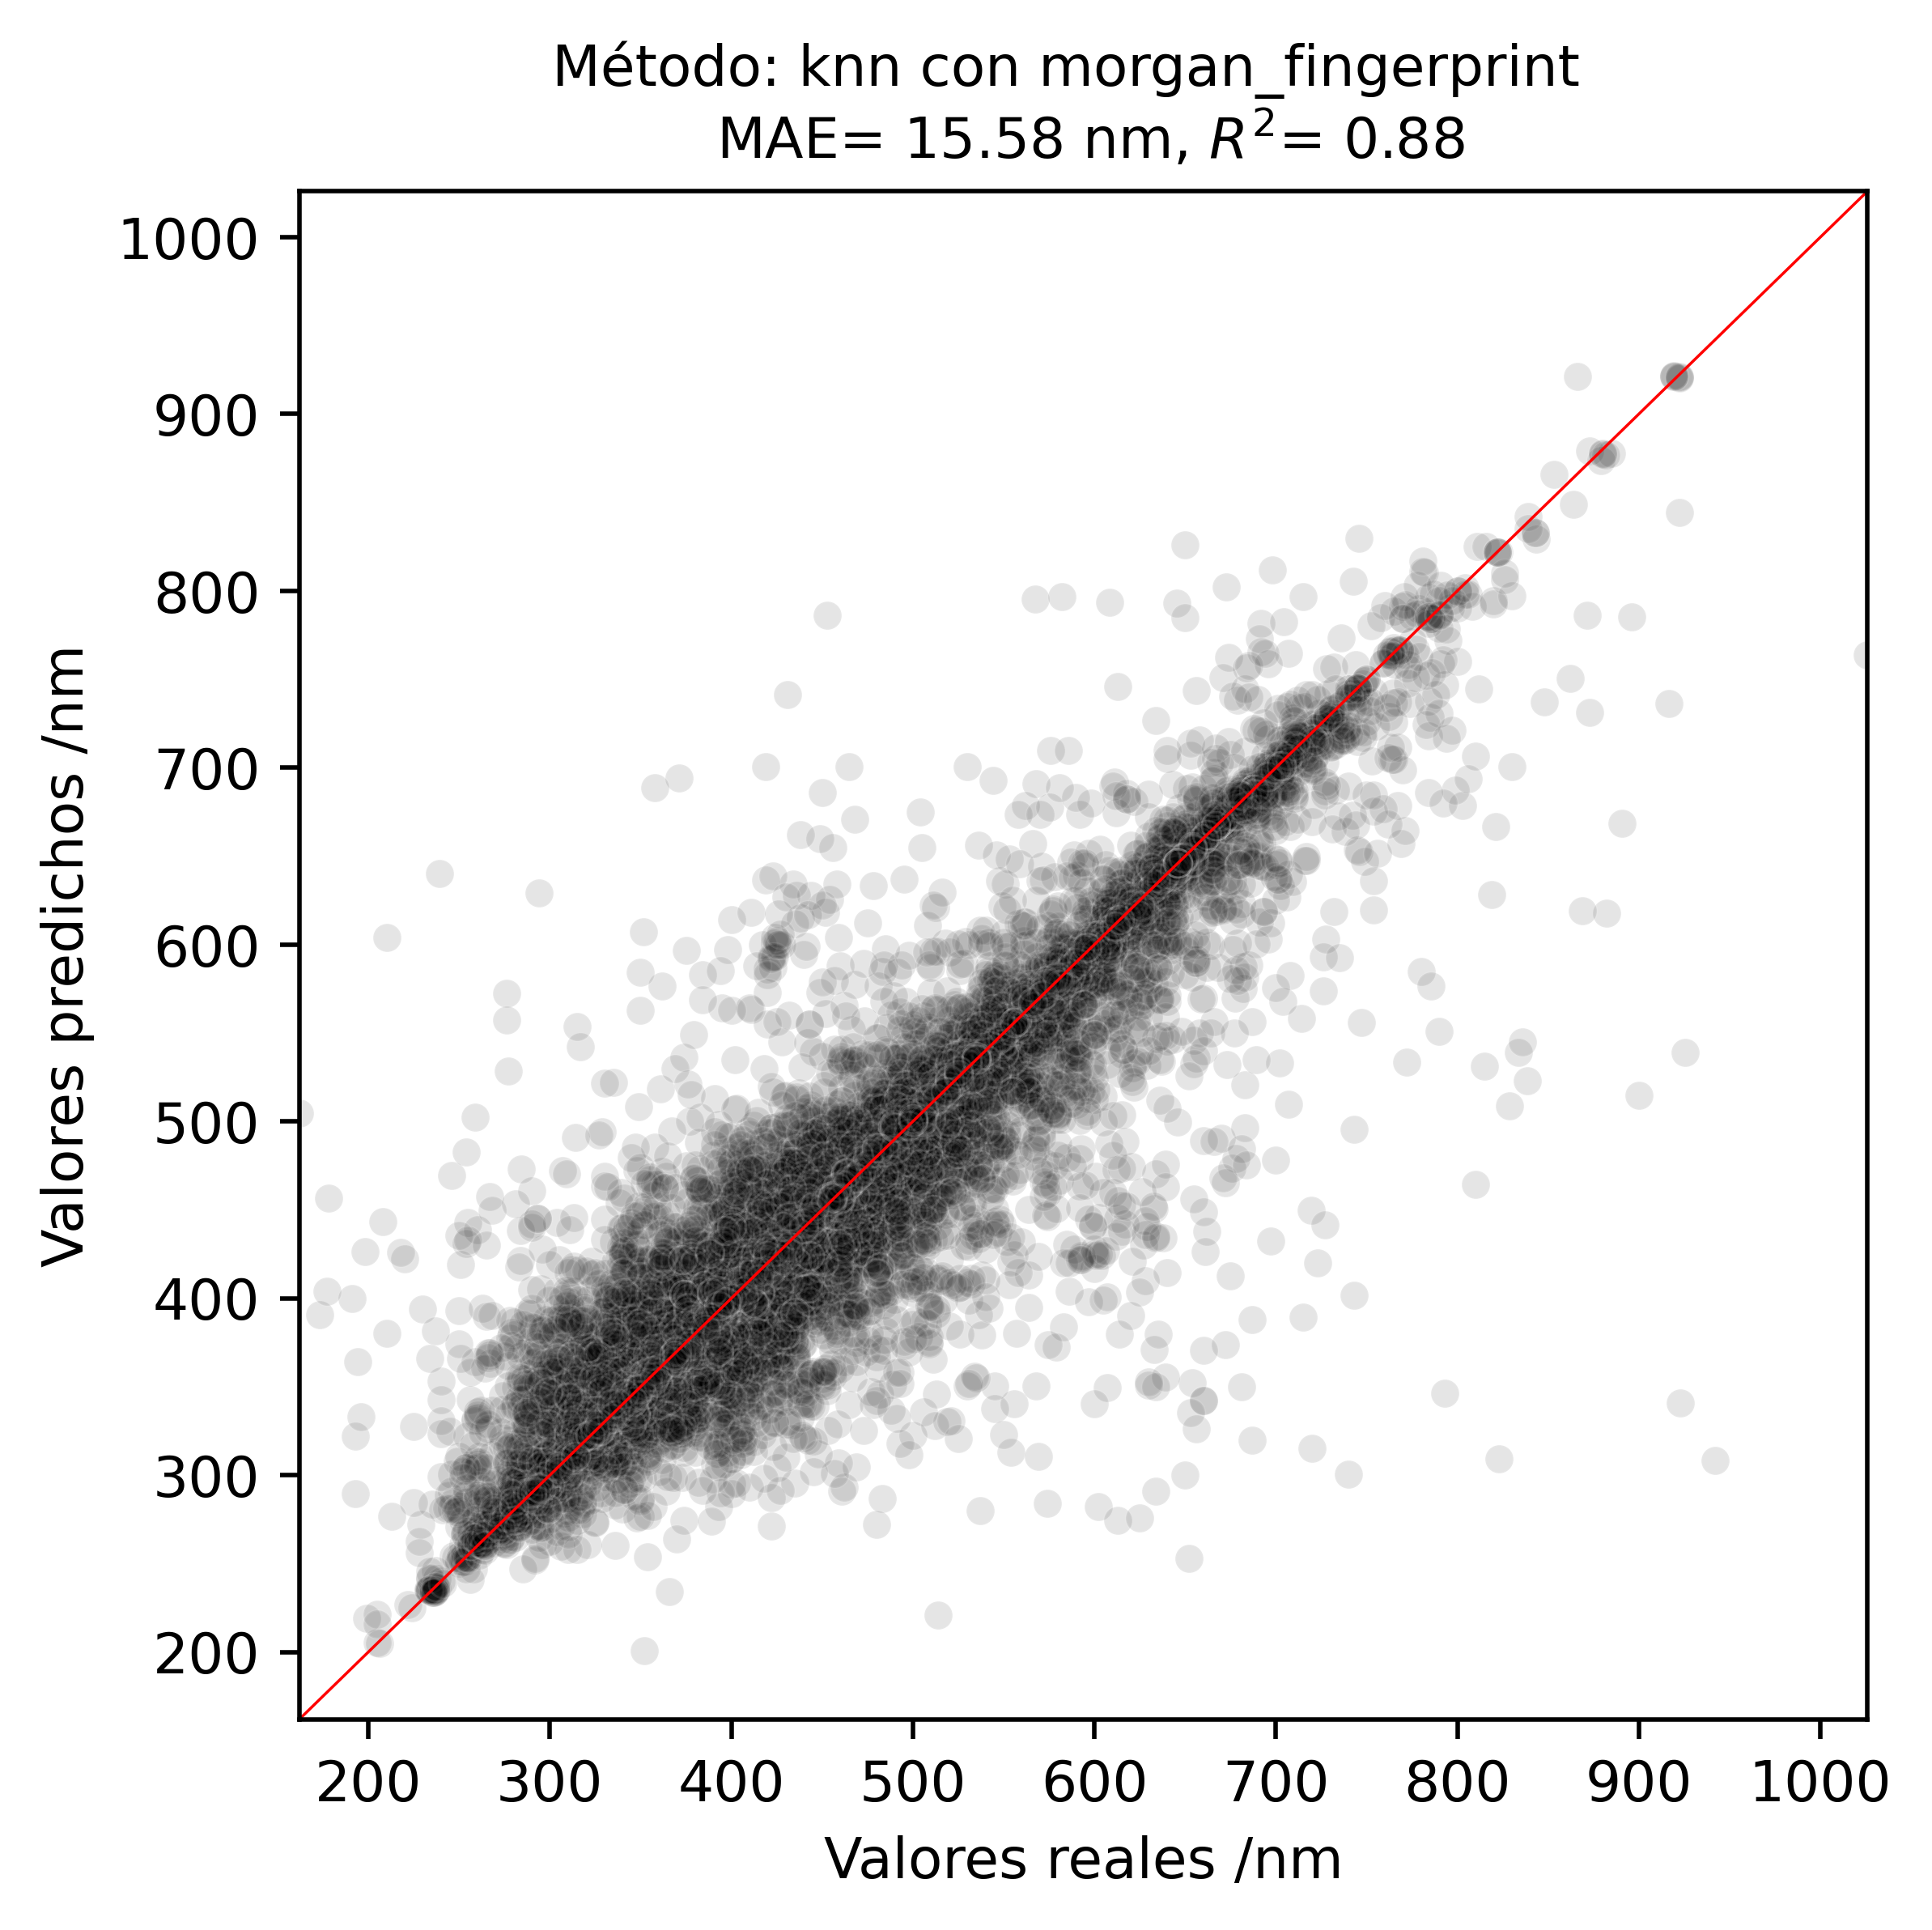 Método: knn con morgan_fingerprint
MAE= 15.58 nm, R²= 0.88
1000
900
800
700
600
500
400
300
200
Valores predichos /nm
200 300 400 500 600 700 800 900 1000
Valores reales /nm